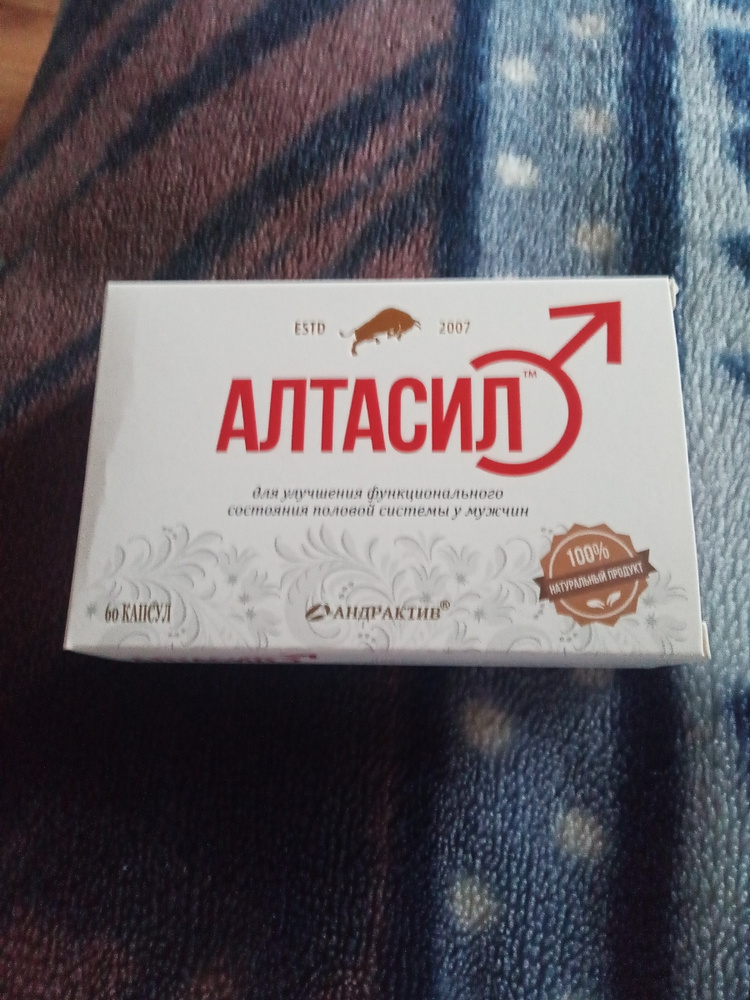 ESTD 2007
АЛТАСИЛ™
для улучшения функционального
состояния половой системы у мужчин
100%
НАТУРАЛЬНЫЙ ПРОДУКТ
60 КАПСУЛ
АНДРАКТИВ®